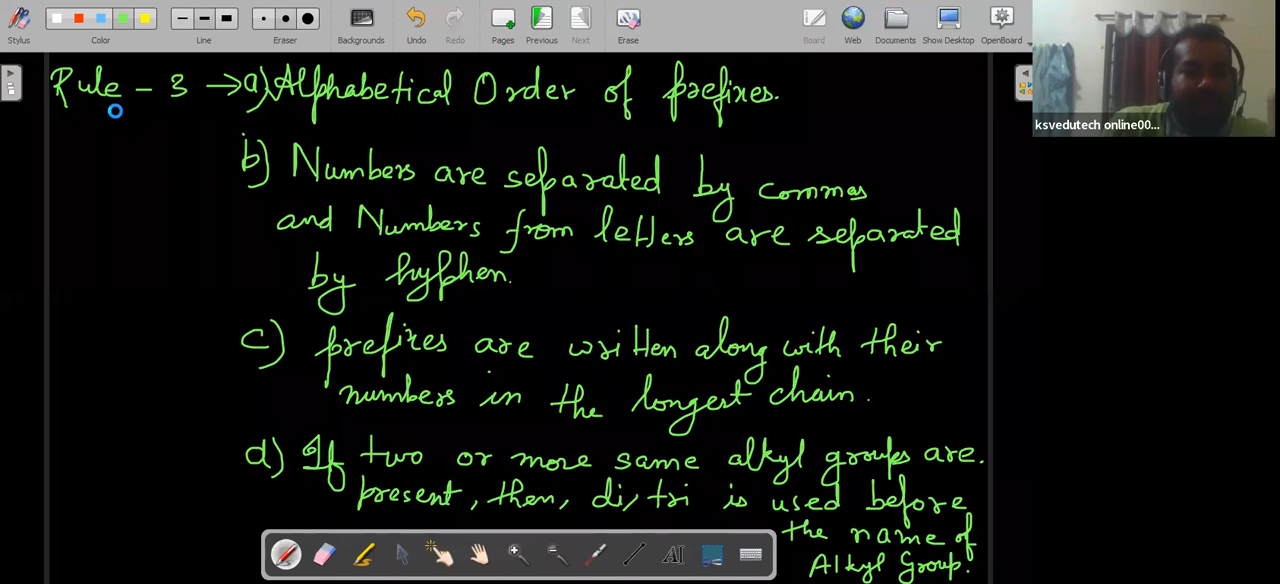 Stylus Color Line Eraser Backgrounds Undo Redo Pages Previous Next Erase Board Web Documents Show Desktop OpenBoard
ksvedutech online00...
Rule - 3 → a) Alphabetical Order of prefixes.
b) Numbers are separated by commas
and Numbers from letters are separated
by hyphen.
c) prefixes are written along with their
numbers in the longest chain.
d) If two or more same alkyl groups are.
present, then, di, tri is used before
the name of
Alkyl Group.